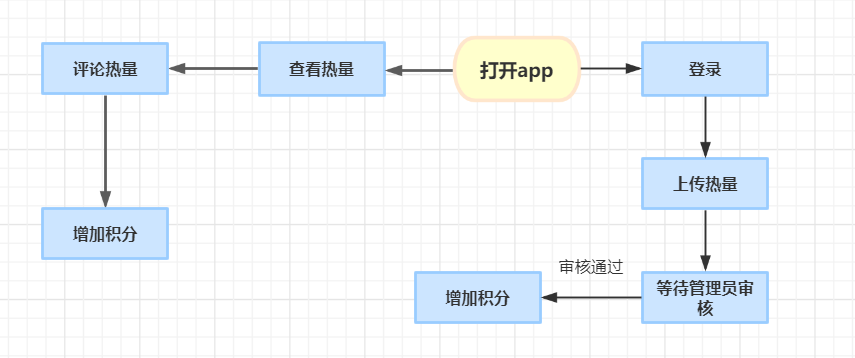 评论热量
查看热量
打开app
登录
上传热量
增加积分
审核通过
增加积分
等待管理员审
核